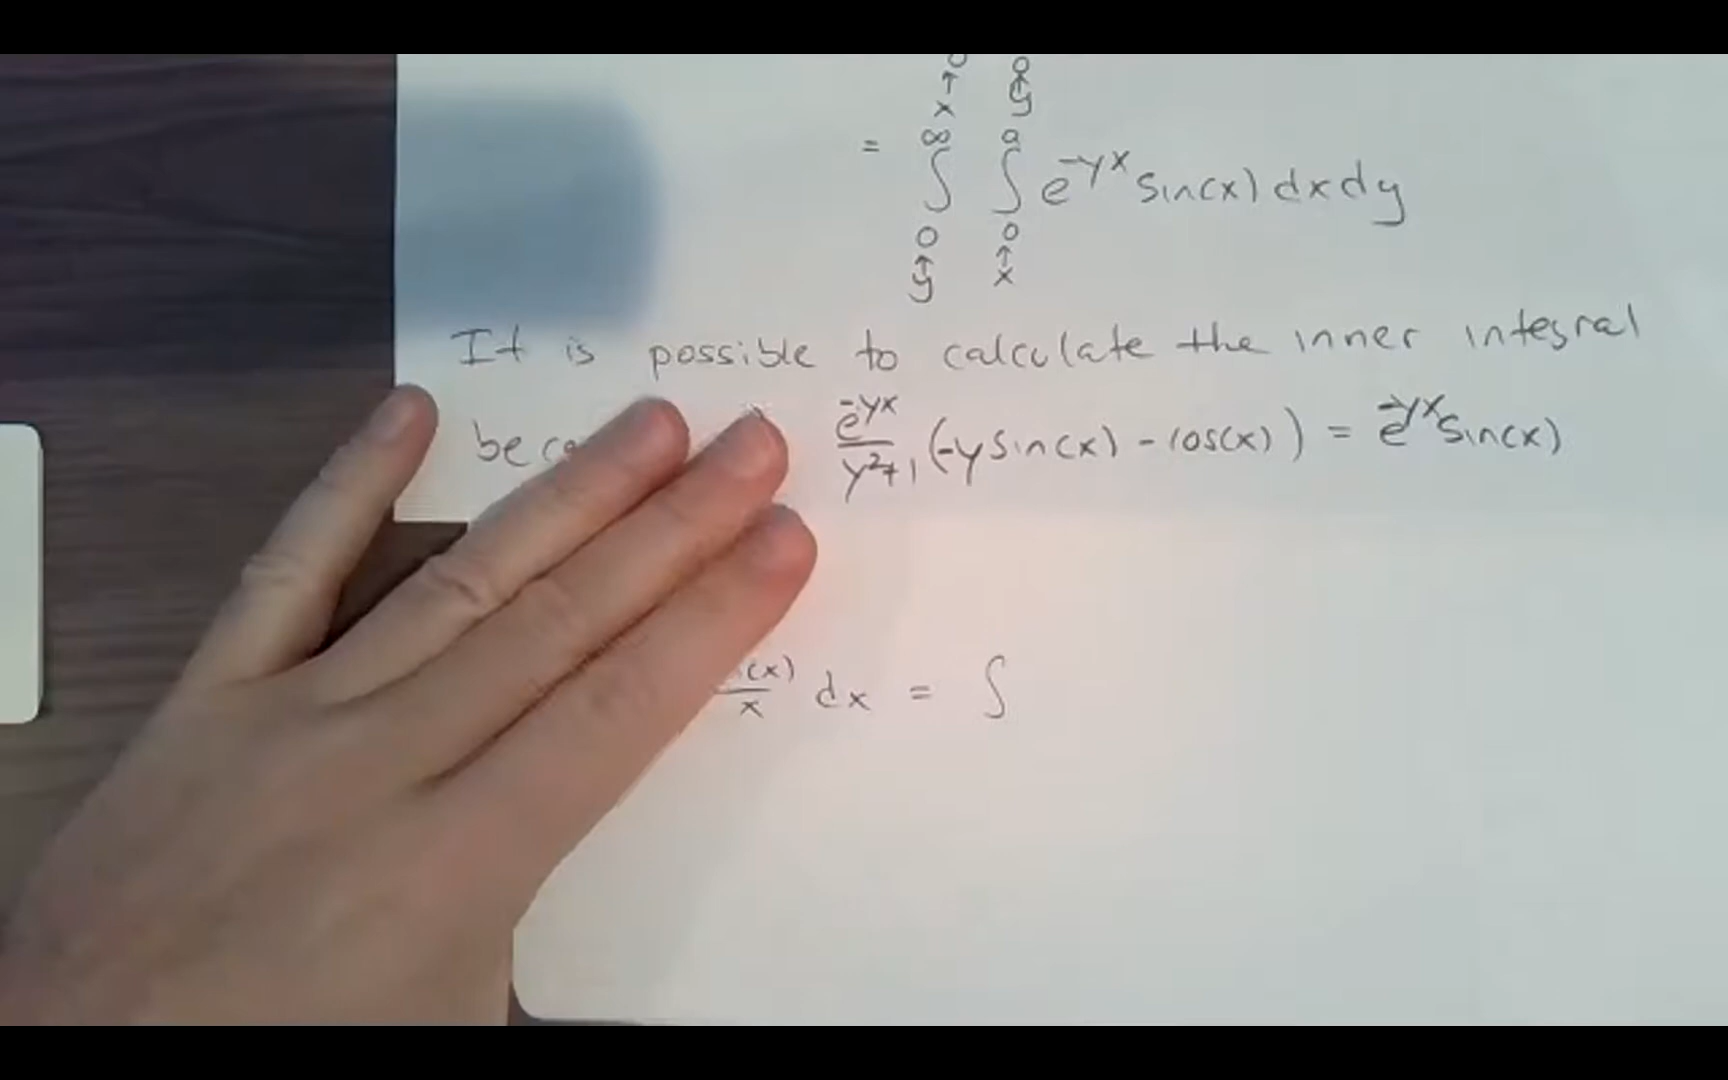 = ∫₀^∞ ∫₀^a e^{-yx} sin(x) dx dy
It is possible to calculate the inner integral
e^{-yx}/(y²+1) (-y sin(x) - cos(x)) = e^{-yx} sin(x)
(x)/x dx = ∫